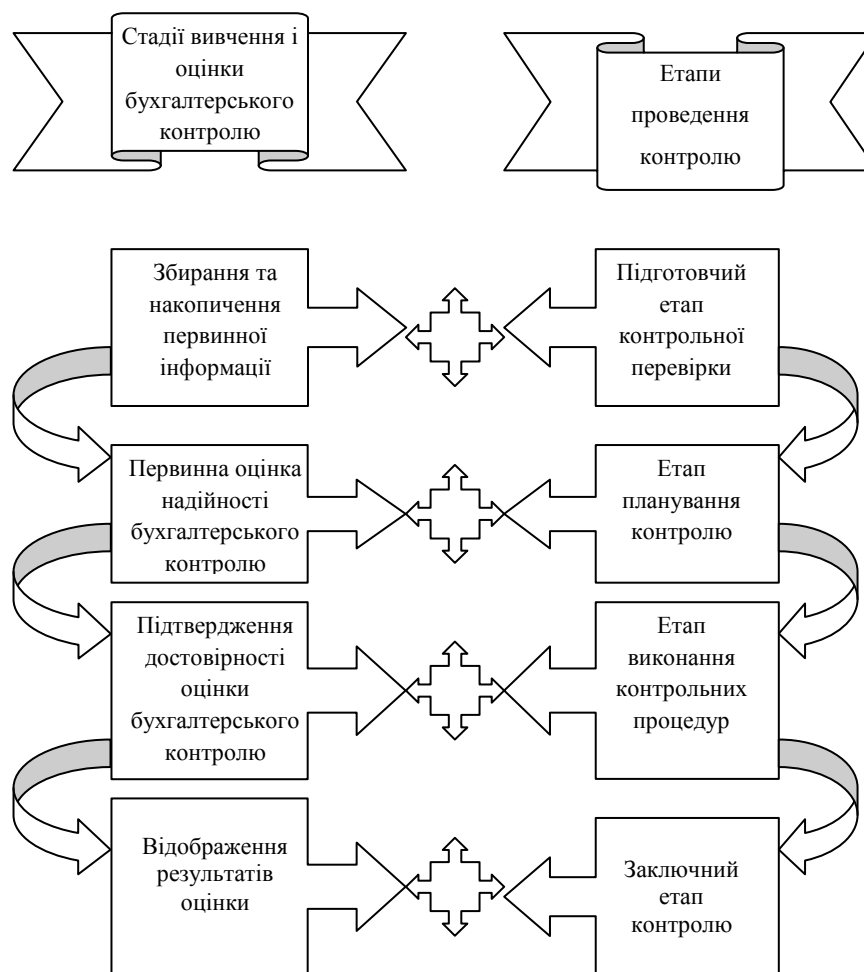 Стадії вивчення і
оцінки
бухгалтерського
контролю
Етапи
проведення
контролю
Збирання та
накопичення
первинної
інформації
Підготовчий
етап
контрольної
перевірки
Первинна оцінка
надійності
бухгалтерського
контролю
Етап
планування
контролю
Підтвердження
достовірності
оцінки
бухгалтерського
контролю
Етап
виконання
контрольних
процедур
Відображення
результатів
оцінки
Заключний
етап
контролю